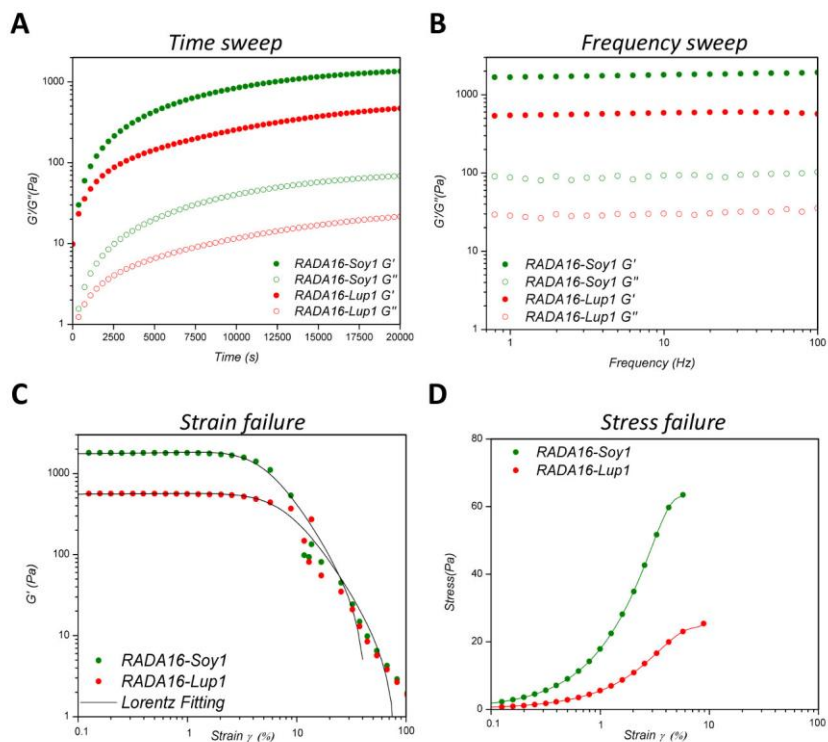 A
Time sweep
1000
100
10
1
G'/G''(Pa)
RADA16-Soy1 G'
RADA16-Soy1 G''
RADA16-Lup1 G'
RADA16-Lup1 G''
0 2500 5000 7500 10000 12500 15000 17500 20000
Time (s)
B
Frequency sweep
1000
100
10
1
G'/G''(Pa)
RADA16-Soy1 G'
RADA16-Soy1 G''
RADA16-Lup1 G'
RADA16-Lup1 G''
1 10 100
Frequency (Hz)
C
Strain failure
1000
100
10
1
G' (Pa)
RADA16-Soy1
RADA16-Lup1
Lorentz Fitting
0.1 1 10 100
Strain γ (%)
D
Stress failure
80
60
40
20
0
Stress(Pa)
RADA16-Soy1
RADA16-Lup1
0.1 1 10 100
Strain γ (%)